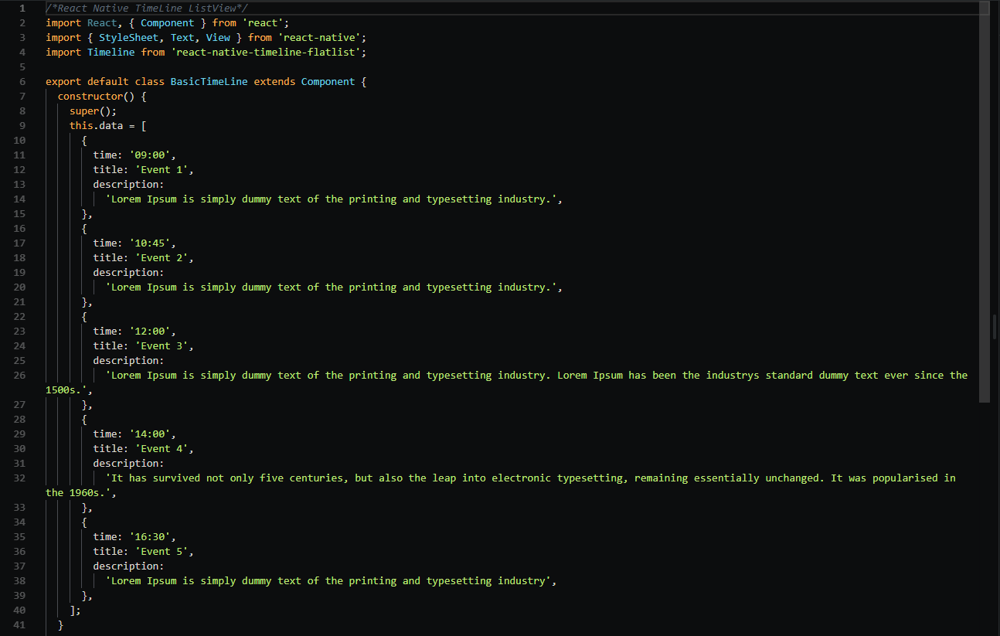 1 /*React Native TimeLine ListView*/
2 import React, { Component } from 'react';
3 import { StyleSheet, Text, View } from 'react-native';
4 import Timeline from 'react-native-timeline-flatlist';
5
6 export default class BasicTimeLine extends Component {
7 constructor() {
8 super();
9 this.data = [
10 {
11 time: '09:00',
12 title: 'Event 1',
13 description:
14 'Lorem Ipsum is simply dummy text of the printing and typesetting industry.',
15 },
16 {
17 time: '10:45',
18 title: 'Event 2',
19 description:
20 'Lorem Ipsum is simply dummy text of the printing and typesetting industry.',
21 },
22 {
23 time: '12:00',
24 title: 'Event 3',
25 description:
26 'Lorem Ipsum is simply dummy text of the printing and typesetting industry. Lorem Ipsum has been the industrys standard dummy text ever since the
1500s.',
27 },
28 {
29 time: '14:00',
30 title: 'Event 4',
31 description:
32 'It has survived not only five centuries, but also the leap into electronic typesetting, remaining essentially unchanged. It was popularised in
the 1960s.',
33 },
34 {
35 time: '16:30',
36 title: 'Event 5',
37 description:
38 'Lorem Ipsum is simply dummy text of the printing and typesetting industry',
39 },
40 ];
41 }